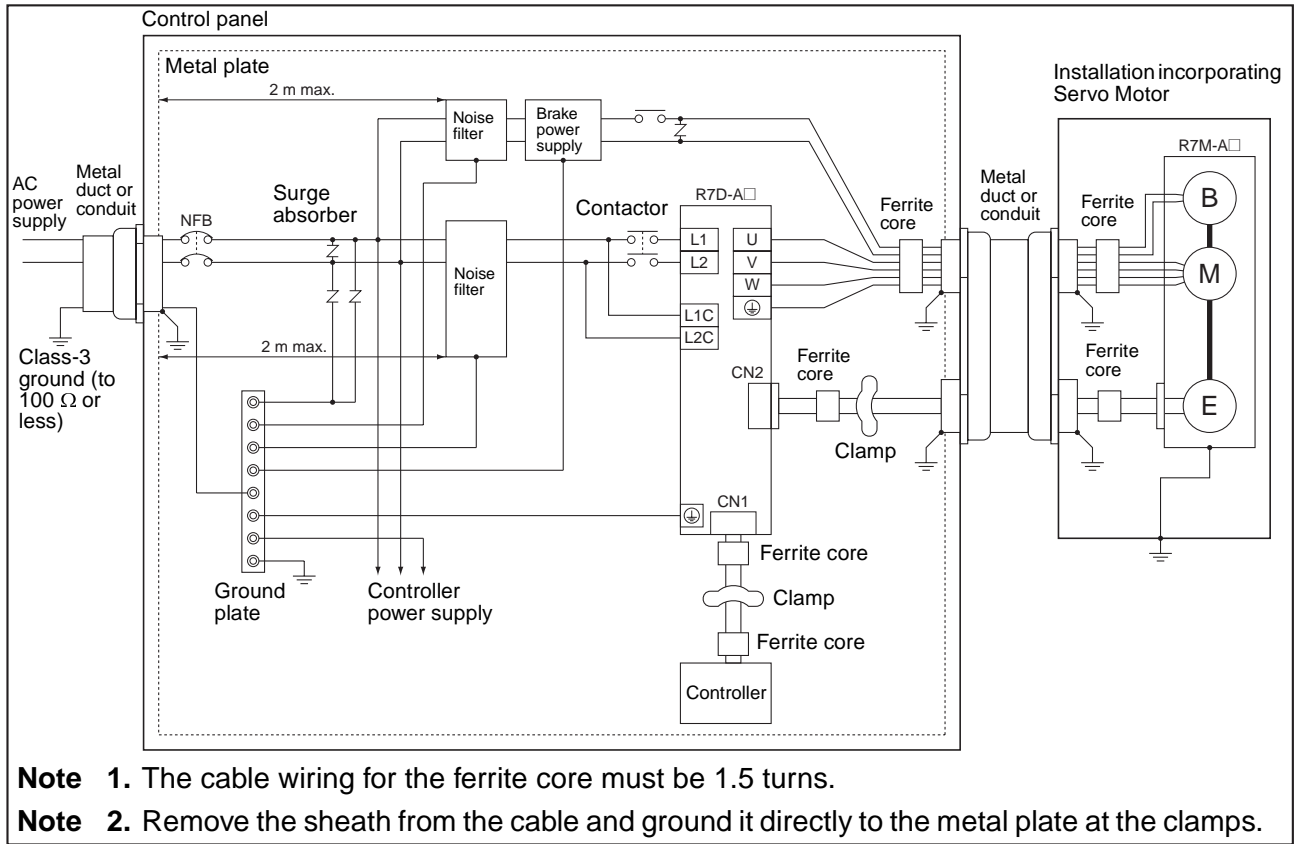 Control panel
Metal plate
2 m max.
Noise
filter
Brake
power
supply
Installation incorporating
Servo Motor
R7M-A□
AC
power
supply
Metal
duct or
conduit
NFB
Surge
absorber
Contactor
R7D-A□
L1
L2
L1C
L2C
U
V
W
Ferrite
core
Metal
duct or
conduit
Ferrite
core
B
M
E
Noise
filter
2 m max.
Class-3
ground (to
100 Ω or
less)
CN2
Ferrite
core
Clamp
Ferrite
core
CN1
Ferrite core
Clamp
Ferrite core
Controller
Ground
plate
Controller
power supply
Note 1. The cable wiring for the ferrite core must be 1.5 turns.
Note 2. Remove the sheath from the cable and ground it directly to the metal plate at the clamps.